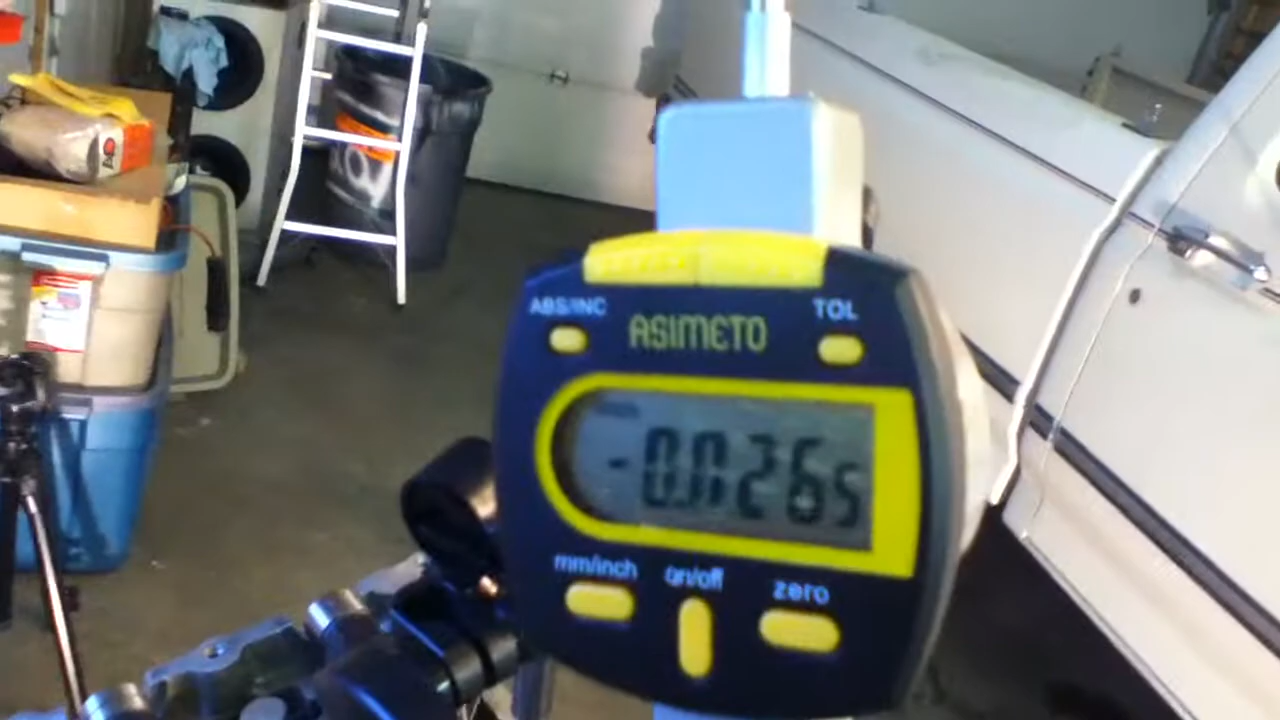 ABS/INC
TOL
ASIMETO
-0.0265
mm/inch
on/off
zero